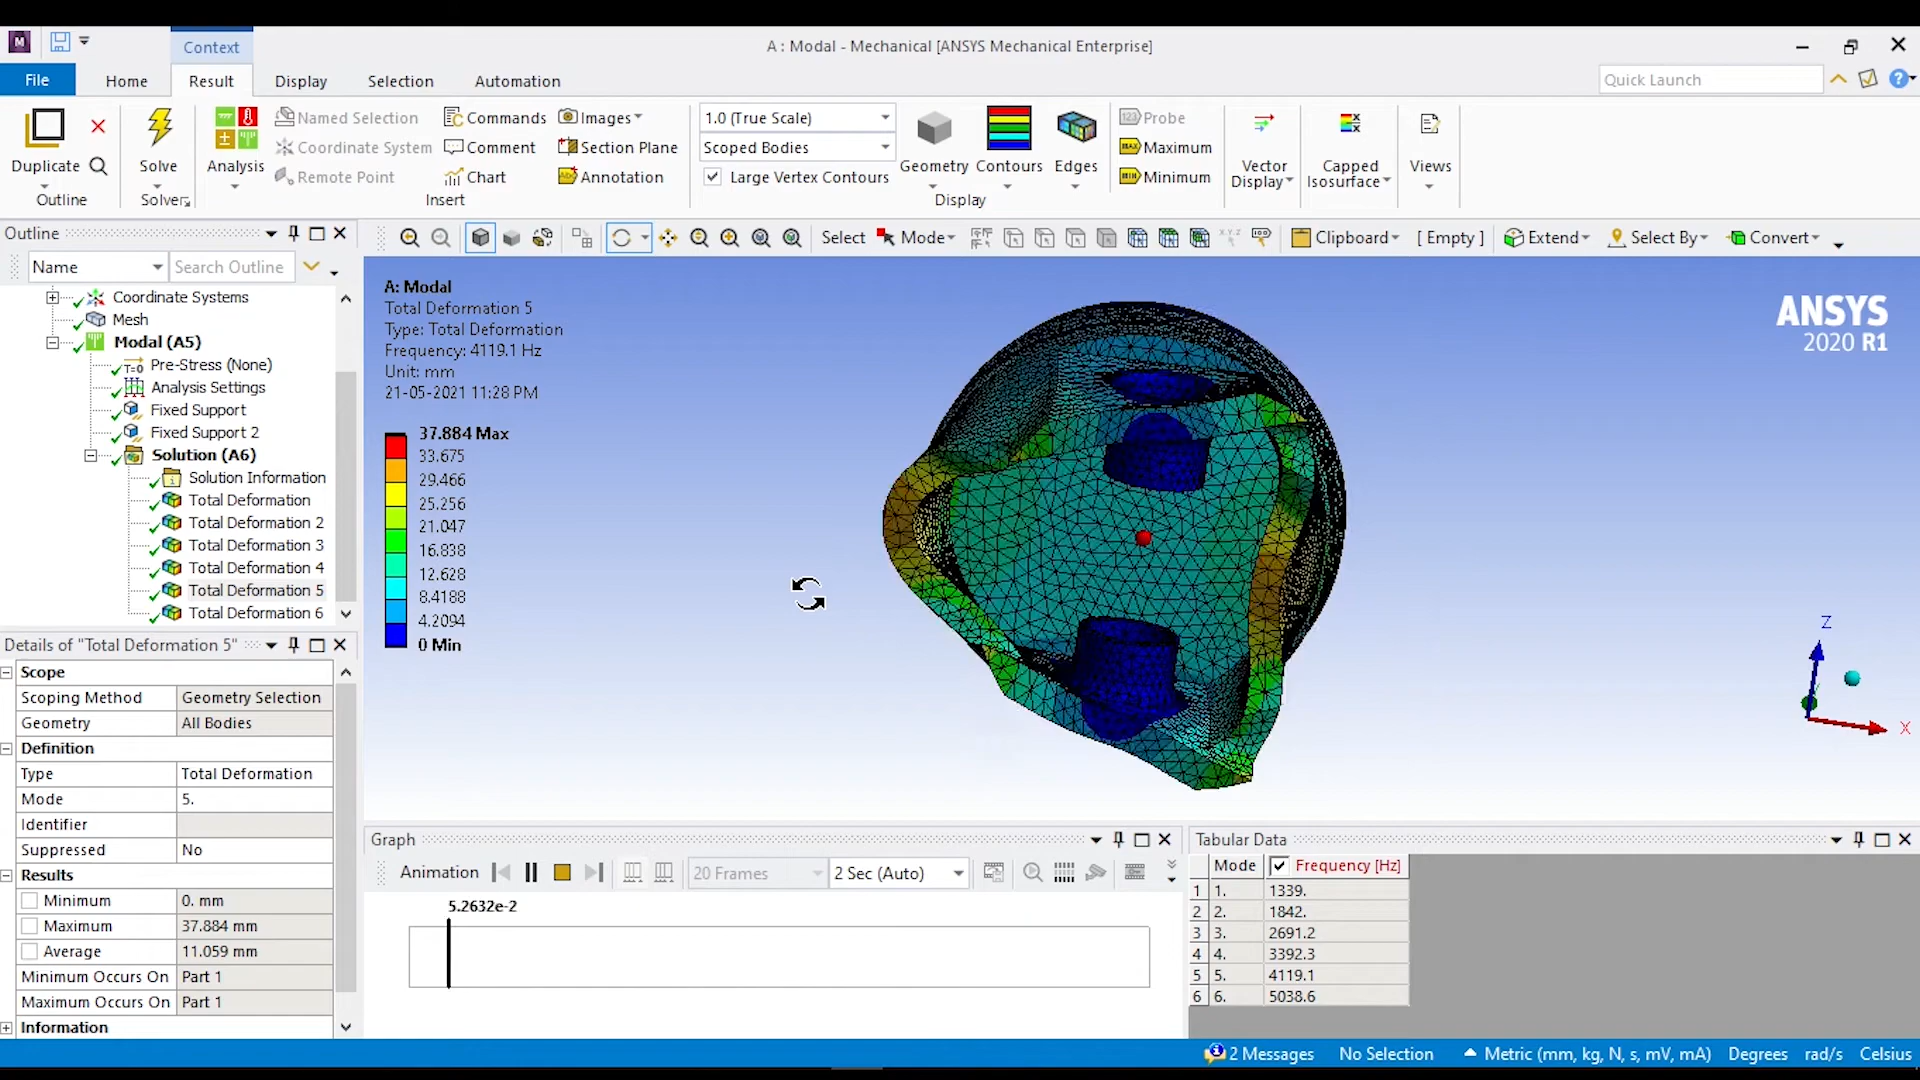 M
Context
A : Modal - Mechanical [ANSYS Mechanical Enterprise]
File Home Result Display Selection Automation
Quick Launch
Duplicate
Outline
Solve
Solver
Analysis
Named Selection Commands Images
Coordinate System Comment Section Plane
Remote Point Chart Annotation
Insert
1.0 (True Scale)
Scoped Bodies
Large Vertex Contours
Geometry Contours Edges
Display
Probe
Maximum
Minimum
Vector Display
Capped Isosurface
Views
Outline
Select Mode Clipboard [ Empty ] Extend Select By Convert
Name Search Outline
Coordinate Systems
Mesh
Modal (A5)
Pre-Stress (None)
Analysis Settings
Fixed Support
Fixed Support 2
Solution (A6)
Solution Information
Total Deformation
Total Deformation 2
Total Deformation 3
Total Deformation 4
Total Deformation 5
Total Deformation 6
A: Modal
Total Deformation 5
Type: Total Deformation
Frequency: 4119.1 Hz
Unit: mm
21-05-2021 11:28 PM
37.884 Max
33.675
29.466
25.256
21.047
16.838
12.628
8.4188
4.2094
0 Min
ANSYS
2020 R1
Z
X
Details of "Total Deformation 5"
Scope
Scoping Method Geometry Selection
Geometry All Bodies
Definition
Type Total Deformation
Mode 5.
Identifier
Suppressed No
Results
Minimum 0. mm
Maximum 37.884 mm
Average 11.059 mm
Minimum Occurs On Part 1
Maximum Occurs On Part 1
Information
Graph
Animation 20 Frames 2 Sec (Auto)
5.2632e-2
Tabular Data
Mode Frequency [Hz]
1 1. 1339.
2 2. 1842.
3 3. 2691.2
4 4. 3392.3
5 5. 4119.1
6 6. 5038.6
2 Messages No Selection Metric (mm, kg, N, s, mV, mA) Degrees rad/s Celsius